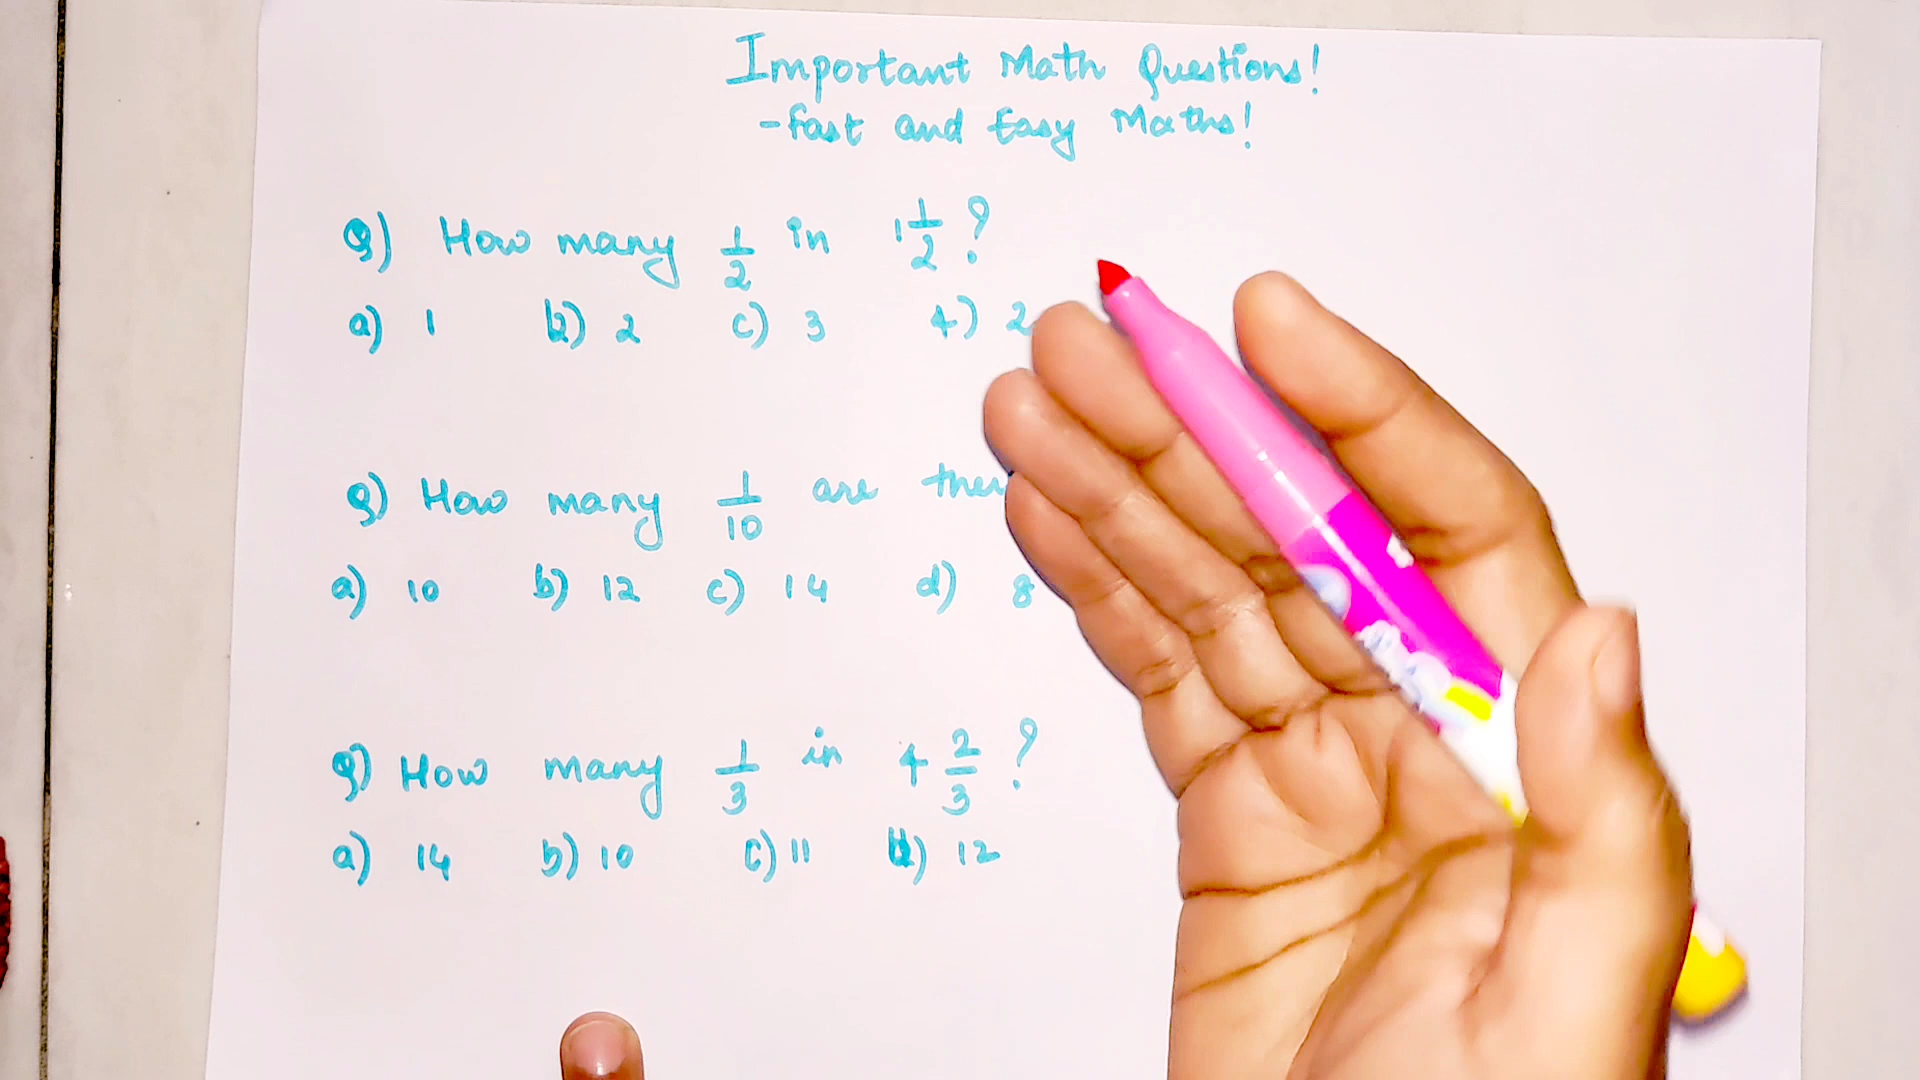 Important Math Questions!
-fast and Easy Maths!
Q) How many 1/2 in 1 1/2?
a) 1 b) 2 c) 3 4) 2
Q) How many 1/10 are
a) 10 b) 12 c) 14 d) 8
Q) How many 1/3 in 4 2/3?
a) 14 b) 10 c) 11 d) 12